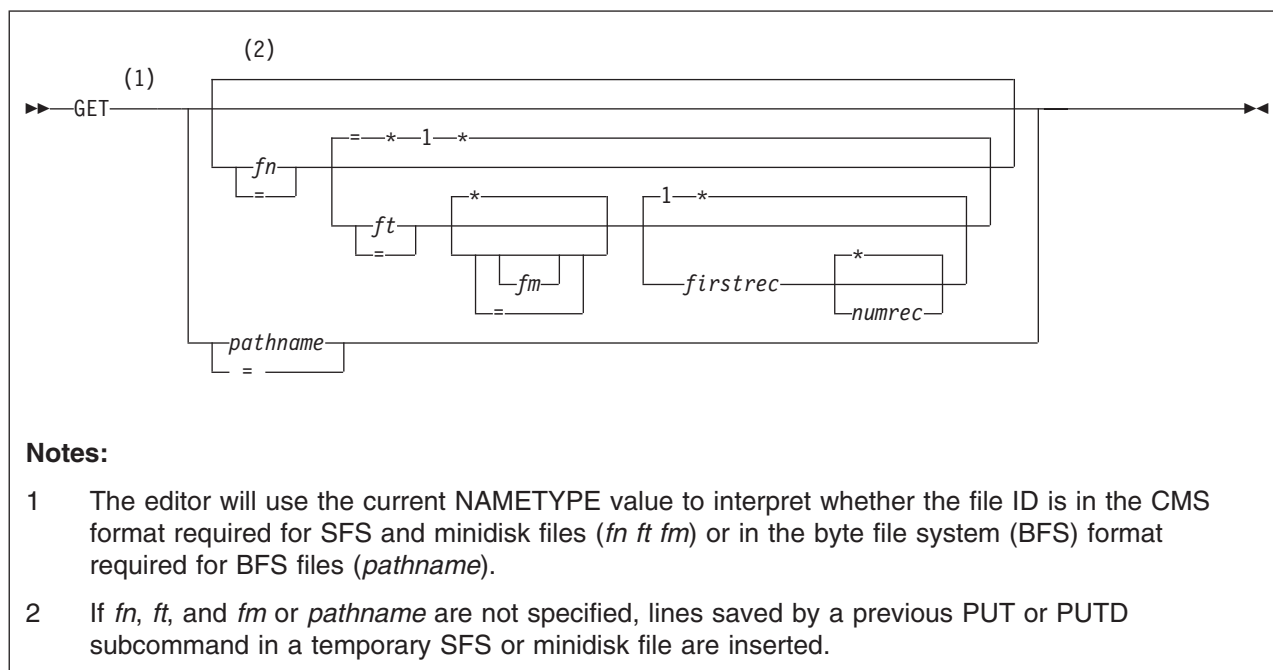 (2)
(1)
GET
= * 1 *
fn
=
* 1 *
ft
=
fm
=
firstrec *
numrec
pathname
=
Notes:
1 The editor will use the current NAMETYPE value to interpret whether the file ID is in the CMS
format required for SFS and minidisk files (fn ft fm) or in the byte file system (BFS) format
required for BFS files (pathname).
2 If fn, ft, and fm or pathname are not specified, lines saved by a previous PUT or PUTD
subcommand in a temporary SFS or minidisk file are inserted.